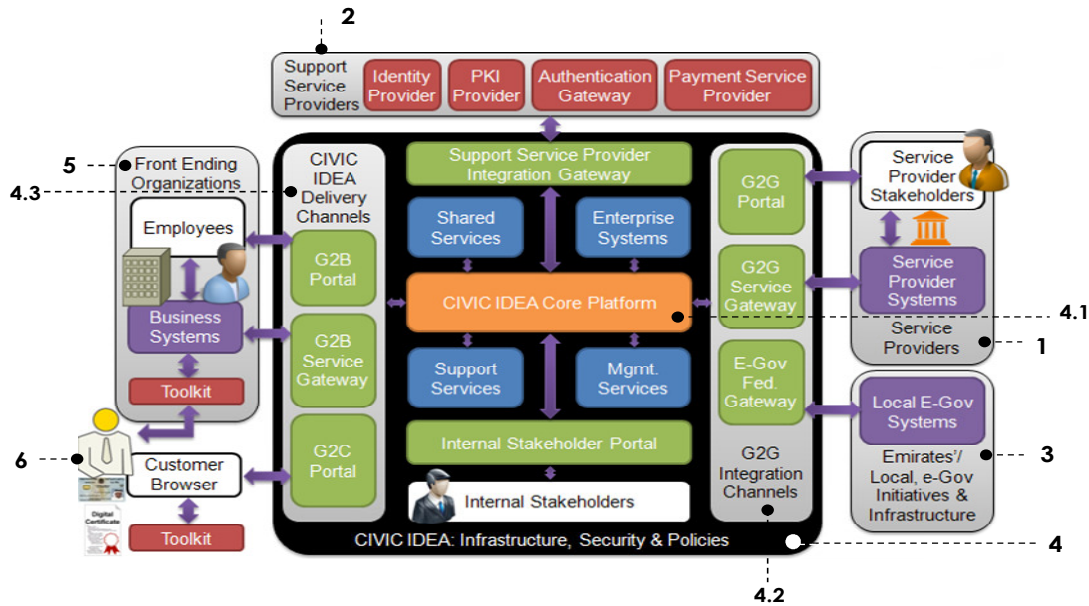 2
Support
Service
Providers
Identity
Provider
PKI
Provider
Authentication
Gateway
Payment Service
Provider
5
4.3
Front Ending
Organizations
Employees
Business
Systems
Toolkit
6
Customer
Browser
Digital
Certificate
Toolkit
CIVIC
IDEA
Delivery
Channels
G2B
Portal
G2B
Service
Gateway
G2C
Portal
Support Service Provider
Integration Gateway
Shared
Services
Enterprise
Systems
CIVIC IDEA Core Platform
Support
Services
Mgmt.
Services
Internal Stakeholder Portal
Internal Stakeholders
CIVIC IDEA: Infrastructure, Security & Policies
G2G
Portal
G2G
Service
Gateway
E-Gov
Fed.
Gateway
G2G
Integration
Channels
Service
Provider
Stakeholders
Service
Provider
Systems
Service
Providers
4.1
1
Local E-Gov
Systems
Emirates'/
Local, e-Gov
Initiatives &
Infrastructure
3
4
4.2